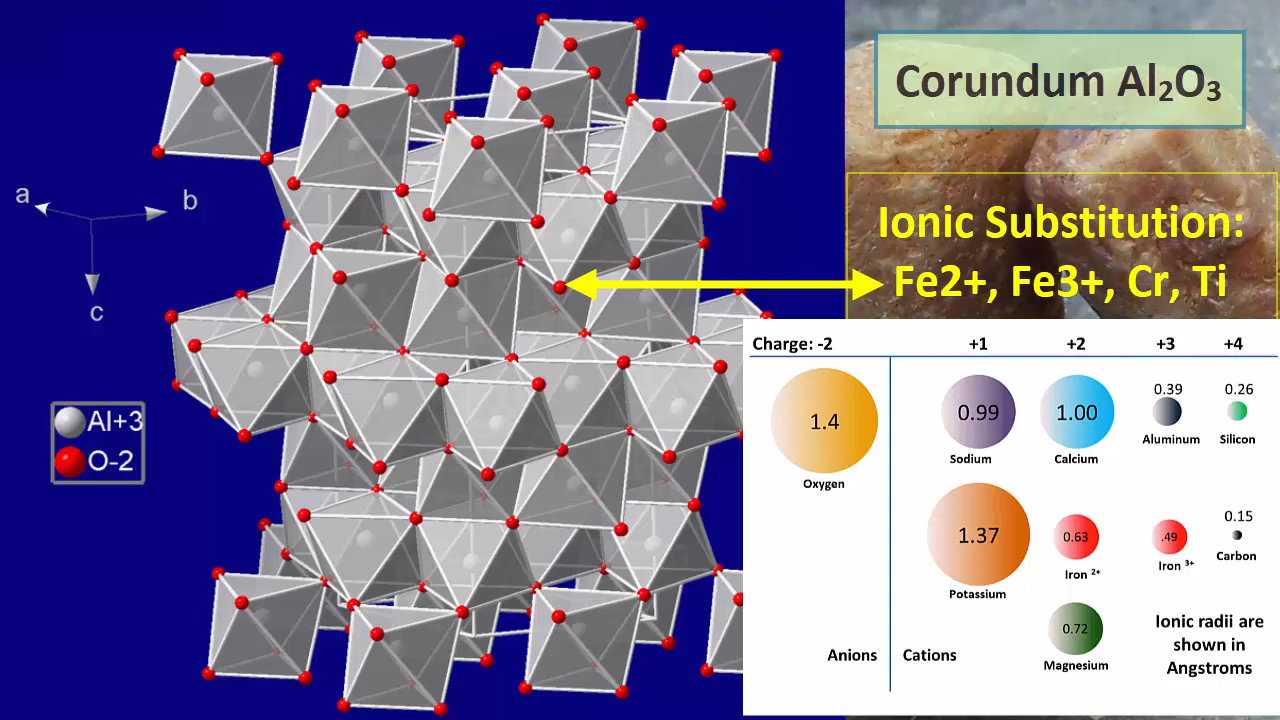 Corundum Al₂O₃
Ionic Substitution:
Fe2+, Fe3+, Cr, Ti
a
b
c
Al+3
O-2
Charge: -2 +1 +2 +3 +4
1.4
Oxygen
0.99
Sodium
1.00
Calcium
0.39
Aluminum
0.26
Silicon
1.37
Potassium
0.63
Iron ²⁺
.49
Iron ³⁺
0.15
Carbon
0.72
Magnesium
Anions
Cations
Ionic radii are
shown in
Angstroms